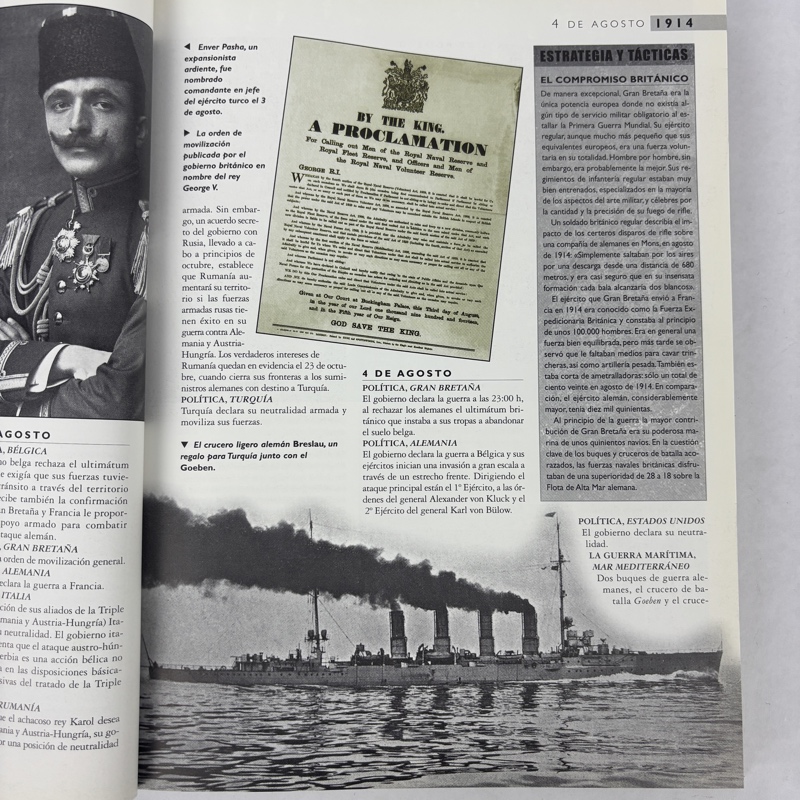 4 DE AGOSTO 1914
◄ Enver Pasha, un
expansionista
ardiente, fue
nombrado
comandante en jefe
del ejército turco el 3
de agosto.
► La orden de
movilización
publicada por el
gobierno británico en
nombre del rey
George V.
armada. Sin embar-
go, un acuerdo secre-
to del gobierno con
Rusia, llevado a ca-
bo a principios de
octubre, establece
que Rumanía au-
mentará su territo-
rio si las fuerzas
armadas rusas tie-
nen éxito en su
guerra contra Ale-
mania y Austria-
Hungría. Los verdaderos intereses de
Rumanía quedan en evidencia el 23 de octu-
bre, cuando cierra sus fronteras a los sumi-
nistros alemanes con destino a Turquía.
POLÍTICA, TURQUÍA
Turquía declara su neutralidad armada y
moviliza sus fuerzas.
▼ El crucero ligero alemán Breslau, un
regalo para Turquía junto con el
Goeben.
BY THE KING.
A PROCLAMATION
For Calling out Men of the Royal Naval Reserve and
Royal Fleet Reserve, and Officers and Men of
the Royal Naval Volunteer Reserve.
GEORGE R.I.
Given at Our Court at Buckingham Palace, this Third day of August,
in the year of our Lord one thousand nine hundred and fourteen,
and in the Fifth year of Our Reign.
GOD SAVE THE KING.
4 DE AGOSTO
POLÍTICA, GRAN BRETAÑA
El gobierno declara la guerra a las 23:00 h,
al rechazar los alemanes el ultimátum bri-
tánico que instaba a sus tropas a abandonar
el suelo belga.
POLÍTICA, ALEMANIA
El gobierno declara la guerra a Bélgica y sus
ejércitos inician una invasión a gran escala a
través de un estrecho frente. Dirigiendo el
ataque principal están el 1º Ejército, a las ór-
denes del general Alexander von Kluck y el
2º Ejército del general Karl von Bülow.
ESTRATEGIA Y TÁCTICAS
EL COMPROMISO BRITÁNICO
De manera excepcional, Gran Bretaña era la
única potencia europea donde no existía al-
gún tipo de servicio militar obligatorio al es-
tallar la Primera Guerra Mundial. Su ejército
regular, aunque mucho más pequeño que sus
equivalentes europeos, era una fuerza volun-
taria en su totalidad. Hombre por hombre, sin
embargo, era probablemente la mejor. Sus re-
gimientos de infantería regular estaban muy
bien entrenados, especializados en la mayoría
de los aspectos del arte militar, y célebres por
la cantidad y la precisión de su fuego de rifle.
Un soldado británico regular describía el im-
pacto de los certeros disparos de rifle sobre
una compañía de alemanes en Mons, en agosto
de 1914: «Simplemente saltaban por los aires
por una descarga desde una distancia de 680
metros, y era casi seguro que en su insensata
formación cada bala alcanzaría dos blancos».
El ejército que Gran Bretaña envió a Fran-
cia en 1914 era conocido como la Fuerza Ex-
pedicionaria Británica y constaba al principio
de unos 100.000 hombres. Era en general una
fuerza bien equilibrada, pero más tarde se ob-
servó que le faltaban medios para cavar trin-
cheras, así como artillería pesada. También es-
taba corta de ametralladoras: sólo un total de
ciento veinte en agosto de 1914. En compara-
ción, el ejército alemán, considerablemente
mayor, tenía diez mil quinientas.
Al principio de la guerra la mayor contri-
bución de Gran Bretaña era su poderosa ma-
rina de unos quinientos navíos. En la cuestión
clave de los buques y cruceros de batalla aco-
razados, las fuerzas navales británicas disfru-
taban de una superioridad de 28 a 18 sobre la
Flota de Alta Mar alemana.
POLÍTICA, ESTADOS UNIDOS
El gobierno declara su neutra-
lidad.
LA GUERRA MARÍTIMA,
MAR MEDITERRÁNEO
Dos buques de guerra ale-
manes, el crucero de ba-
talla Goeben y el cruce-
AGOSTO
A, BÉLGICA
no belga rechaza el ultimátum
e exigía que sus fuerzas tuvie-
tránsito a través del territorio
ecibe también la confirmación
n Bretaña y Francia le propor-
poyo armado para combatir
taque alemán.
, GRAN BRETAÑA
a orden de movilización general.
ALEMANIA
eclara la guerra a Francia.
ITALIA
ción de sus aliados de la Triple
mania y Austria-Hungría) Ita-
u neutralidad. El gobierno ita-
nta que el ataque austro-hún-
erbia es una acción bélica no
a en las disposiciones básica-
sivas del tratado de la Triple
RUMANÍA
e el achacoso rey Karol desea
ania y Austria-Hungría, su go-
or una posición de neutralidad